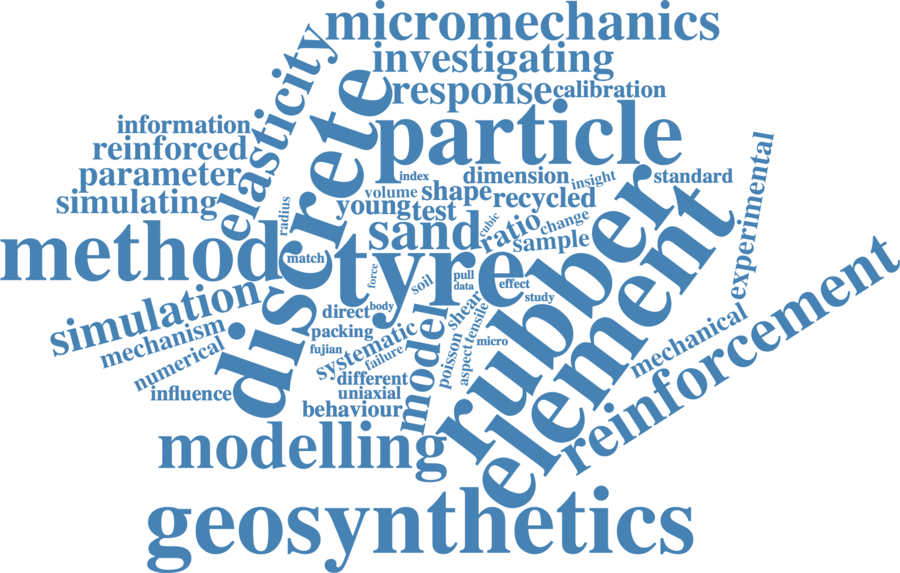 micromechanics
investigating
elasticity
discrete
response
calibration
particle
information
reinforced
parameter
simulating
index
dimension
insight
standard
volume
shape
recycled
young
test
radius
cubic
ratio
change
experimental
method
sand
sample
match
tyre
force
soil
pull
data
effect
study
rubber
element
simulation
mechanism
numerical
influence
direct
body
packing
fujian
systematic
failure
model
shear
tensile
poisson
aspect
micro
mechanical
reinforcement
different
uniaxial
behaviour
modelling
geosynthetics